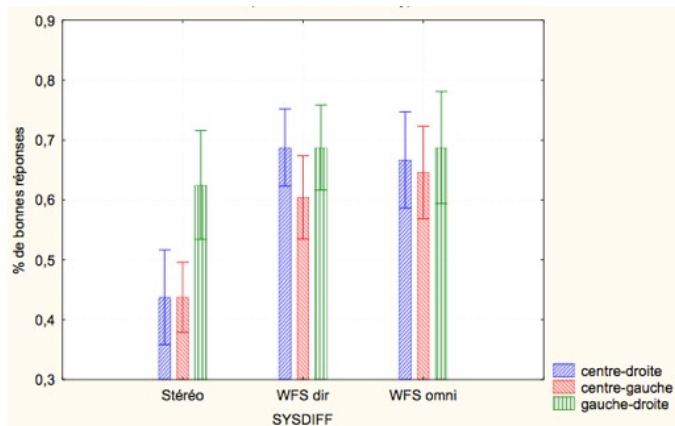 0,9
0,8
0,7
0,6
0,5
0,4
0,3
% de bonnes réponses
Stéréo WFS dir WFS omni
SYSDIFF
centre-droite
centre-gauche
gauche-droite